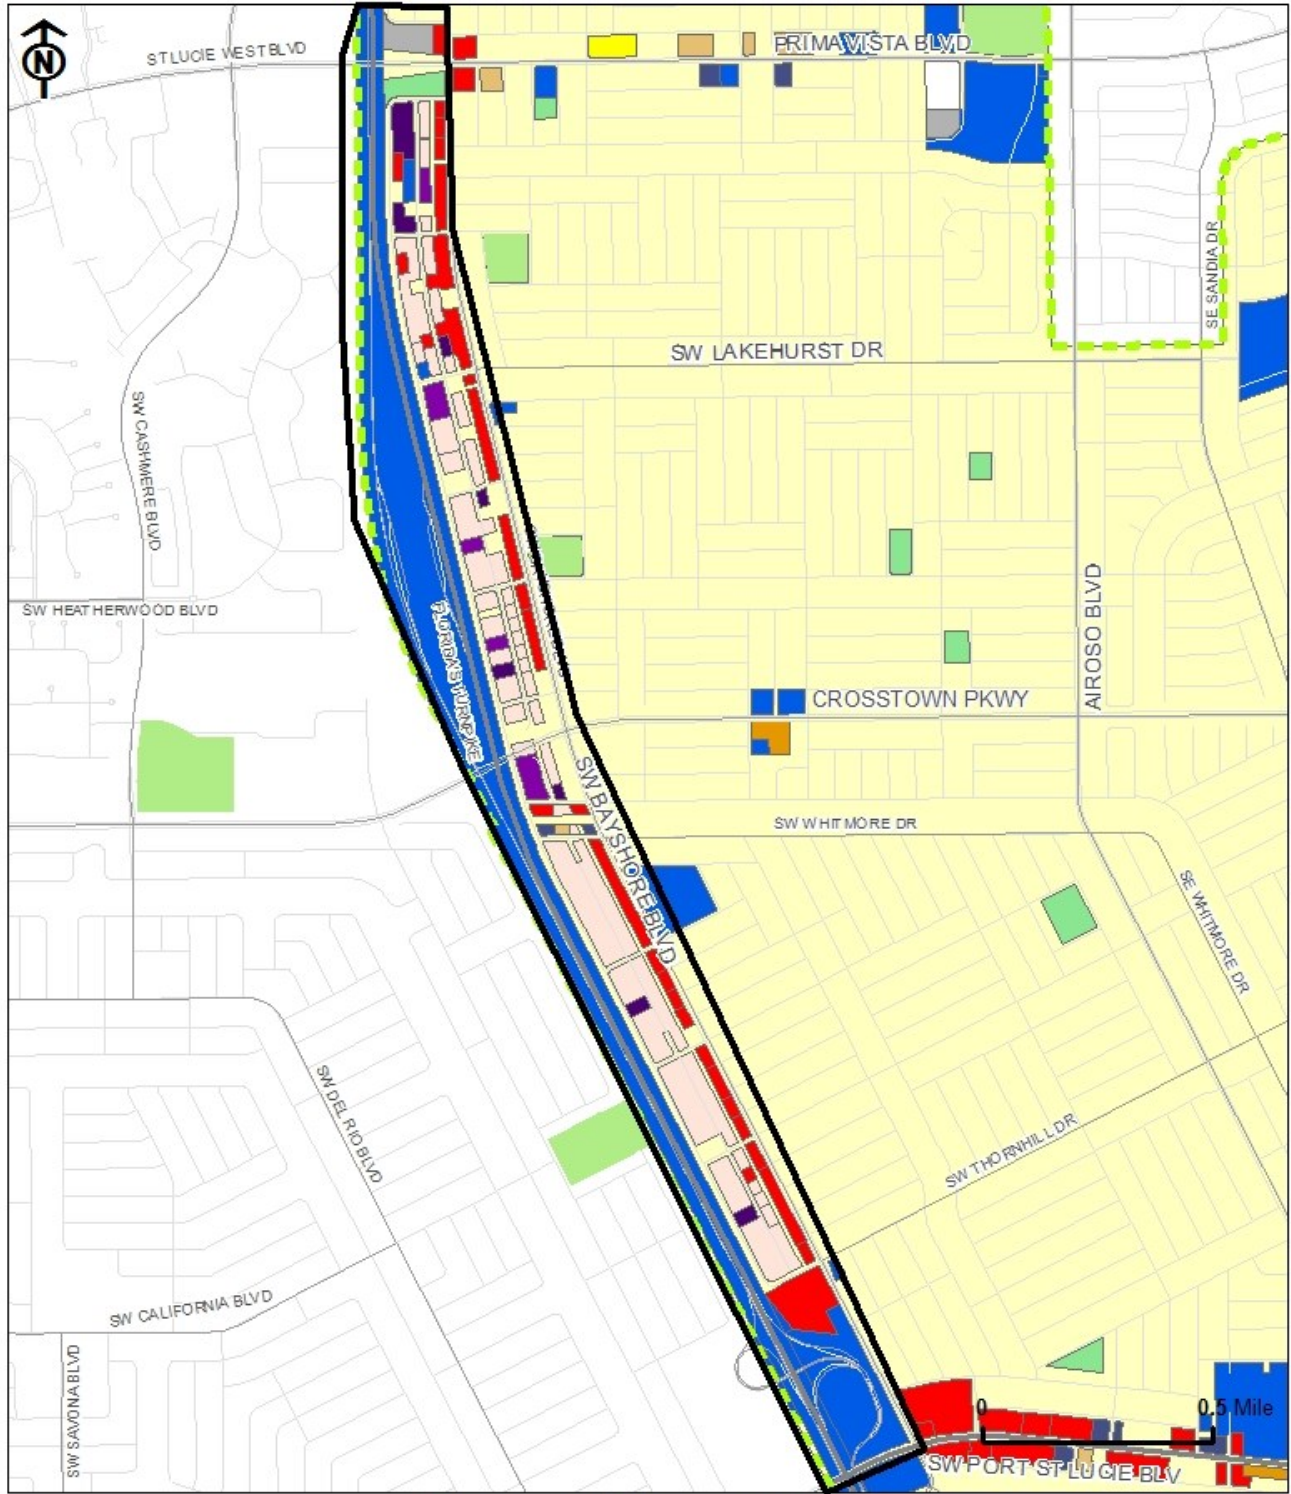 N
ST LUCIE WEST BLVD
PRIMA VISTA BLVD
SE SANDIA DR
SW LAKEHURST DR
SW CASHMERE BLVD
SW HEATHERWOOD BLVD
FLORIDA'S TURNPIKE
AIROSO BLVD
CROSSTOWN PKWY
SW BAYSHORE BLVD
SW WHITMORE DR
SE WHITMORE DR
SW DEL RIO BLVD
SW THORNHILL DR
SW CALIFORNIA BLVD
SW SAVONA BLVD
0 0.5 Mile
SW PORT ST LUCIE BLV